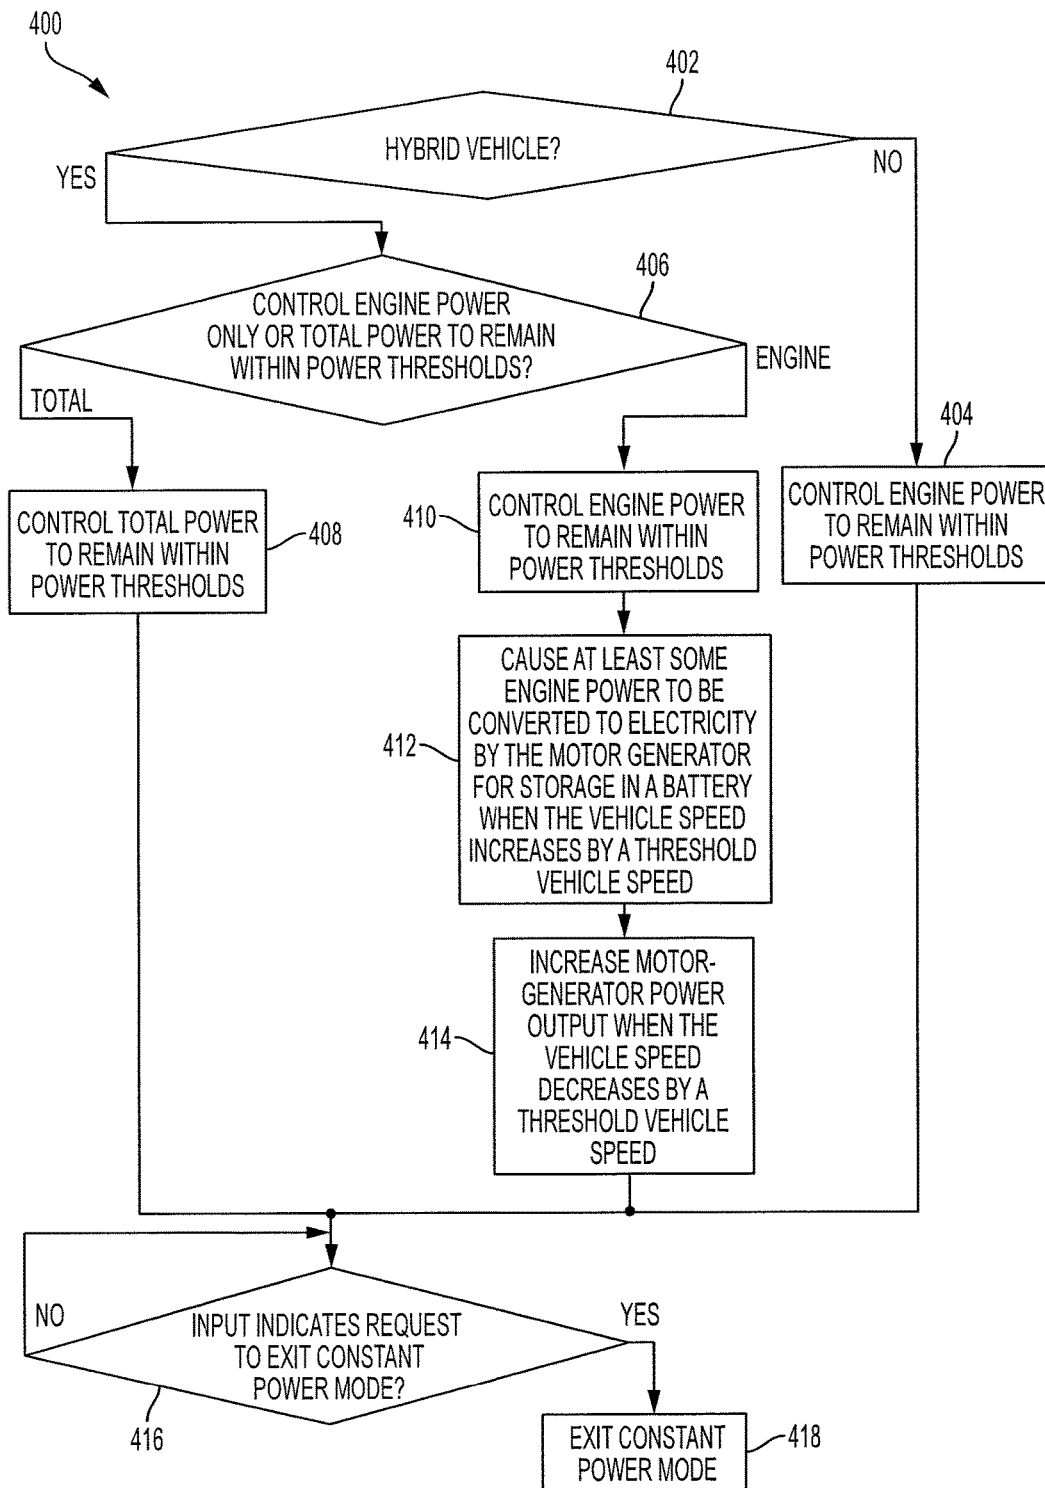 400
402
HYBRID VEHICLE?
YES
NO
406
CONTROL ENGINE POWER
ONLY OR TOTAL POWER TO REMAIN
WITHIN POWER THRESHOLDS?
ENGINE
TOTAL
404
CONTROL TOTAL POWER
TO REMAIN WITHIN
POWER THRESHOLDS
408
410
CONTROL ENGINE POWER
TO REMAIN WITHIN
POWER THRESHOLDS
CONTROL ENGINE POWER
TO REMAIN WITHIN
POWER THRESHOLDS
412
CAUSE AT LEAST SOME
ENGINE POWER TO BE
CONVERTED TO ELECTRICITY
BY THE MOTOR GENERATOR
FOR STORAGE IN A BATTERY
WHEN THE VEHICLE SPEED
INCREASES BY A THRESHOLD
VEHICLE SPEED
414
INCREASE MOTOR-
GENERATOR POWER
OUTPUT WHEN THE
VEHICLE SPEED
DECREASES BY A
THRESHOLD VEHICLE
SPEED
NO
YES
INPUT INDICATES REQUEST
TO EXIT CONSTANT
POWER MODE?
416
EXIT CONSTANT
POWER MODE
418